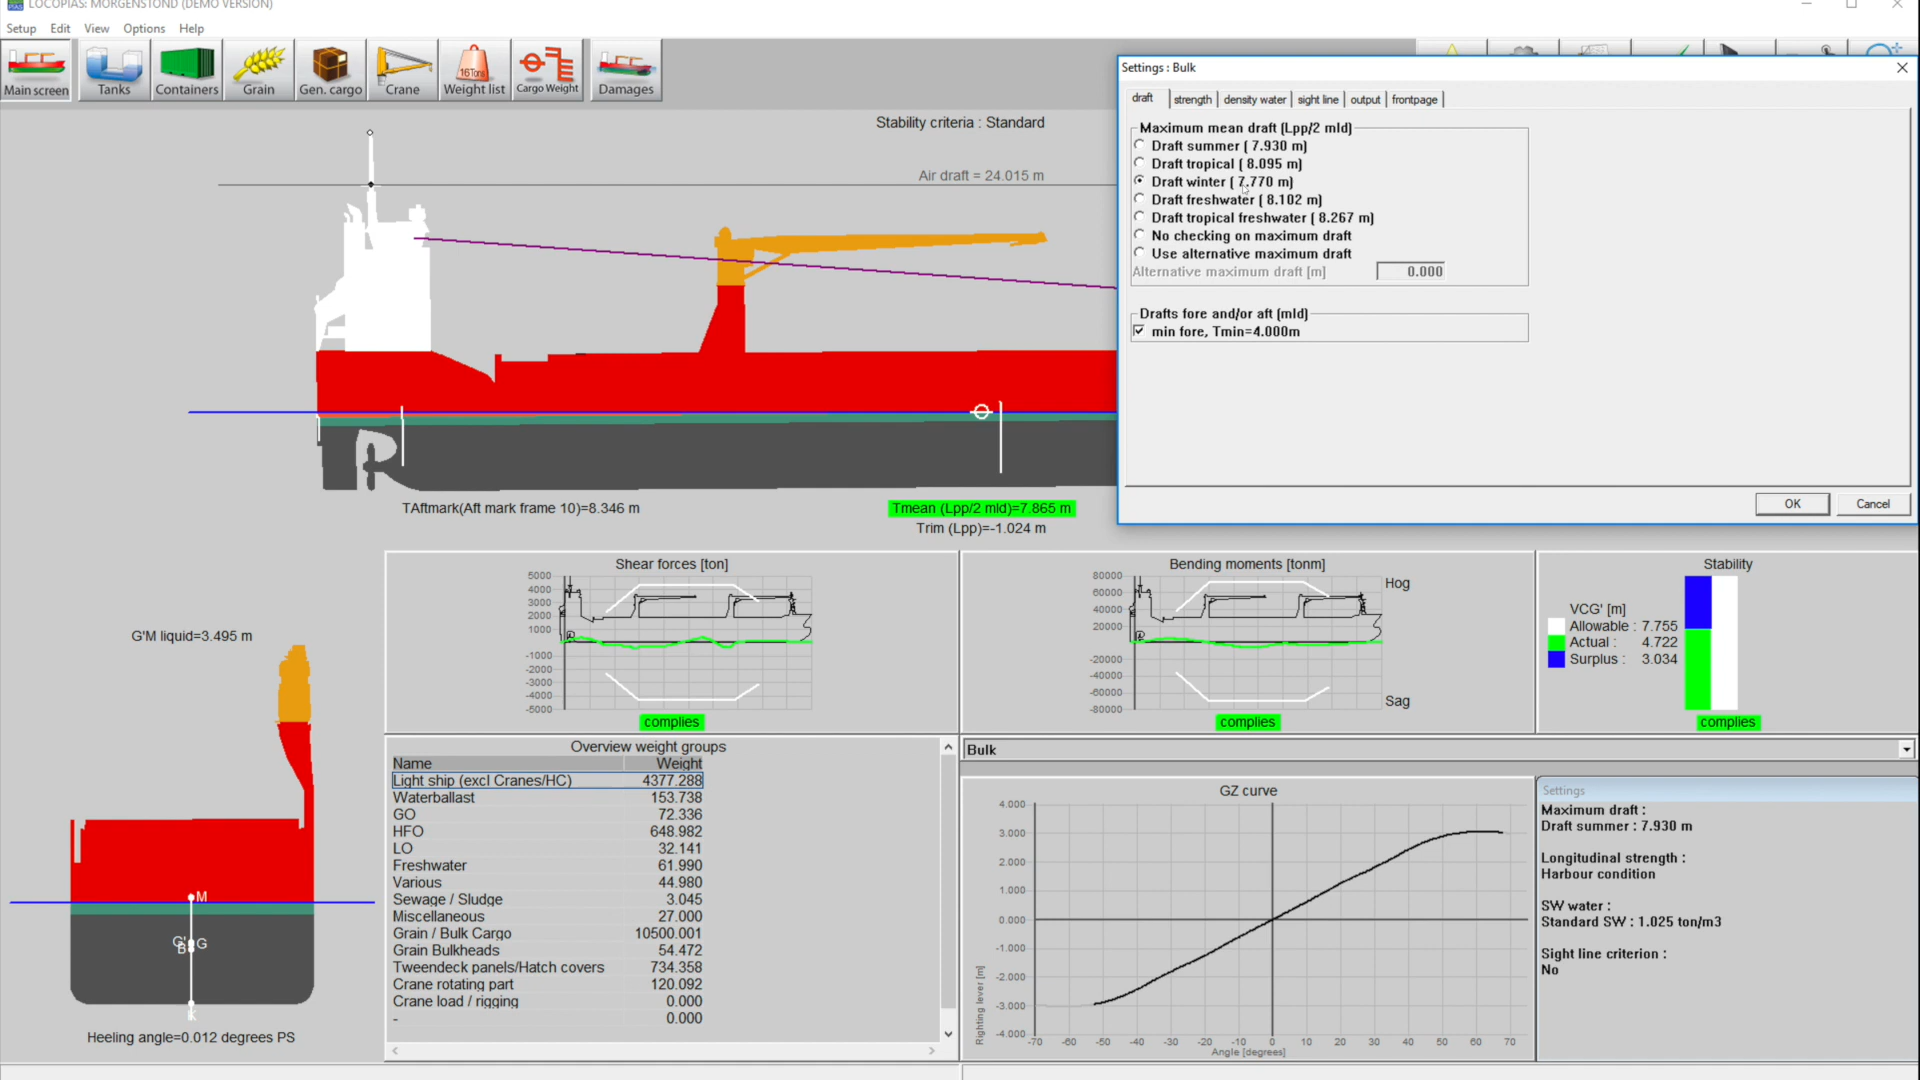 LOCOPIAS: MORGENSTOND (DEMO VERSION)
Setup Edit View Options Help
Main screen Tanks Containers Grain Gen. cargo Crane Weight list Cargo Weight Damages
16Tons
Stability criteria : Standard
Air draft = 24.015 m
TAftmark(Aft mark frame 10)=8.346 m
Tmean (Lpp/2 mld)=7.865 m
Trim (Lpp)=-1.024 m
Settings : Bulk
draft strength density water sight line output frontpage
Maximum mean draft (Lpp/2 mld)
Draft summer ( 7.930 m)
Draft tropical ( 8.095 m)
Draft winter ( 7.770 m)
Draft freshwater ( 8.102 m)
Draft tropical freshwater ( 8.267 m)
No checking on maximum draft
Use alternative maximum draft
Alternative maximum draft [m] 0.000
Drafts fore and/or aft (mld)
min fore, Tmin=4.000m
OK Cancel
G'M liquid=3.495 m
M
G' G
B
K
Heeling angle=0.012 degrees PS
Shear forces [ton]
5000
4000
3000
2000
1000
-1000
-2000
-3000
-4000
-5000
complies
Bending moments [tonm]
80000
60000
40000
20000
-20000
-40000
-60000
-80000
Hog
Sag
complies
Stability
VCG' [m]
Allowable : 7.755
Actual : 4.722
Surplus : 3.034
complies
Overview weight groups
Name Weight
Light ship (excl Cranes/HC) 4377.288
Waterballast 153.738
GO 72.336
HFO 648.982
LO 32.141
Freshwater 61.990
Various 44.980
Sewage / Sludge 3.045
Miscellaneous 27.000
Grain / Bulk Cargo 10500.001
Grain Bulkheads 54.472
Tweendeck panels/Hatch covers 734.358
Crane rotating part 120.092
Crane load / rigging 0.000
- 0.000
Bulk
GZ curve
4.000
3.000
2.000
1.000
0.000
-1.000
-2.000
-3.000
-4.000
Righting lever [m]
-70 -60 -50 -40 -30 -20 -10 0 10 20 30 40 50 60 70
Angle [degrees]
Settings
Maximum draft :
Draft summer : 7.930 m
Longitudinal strength :
Harbour condition
SW water :
Standard SW : 1.025 ton/m3
Sight line criterion :
No